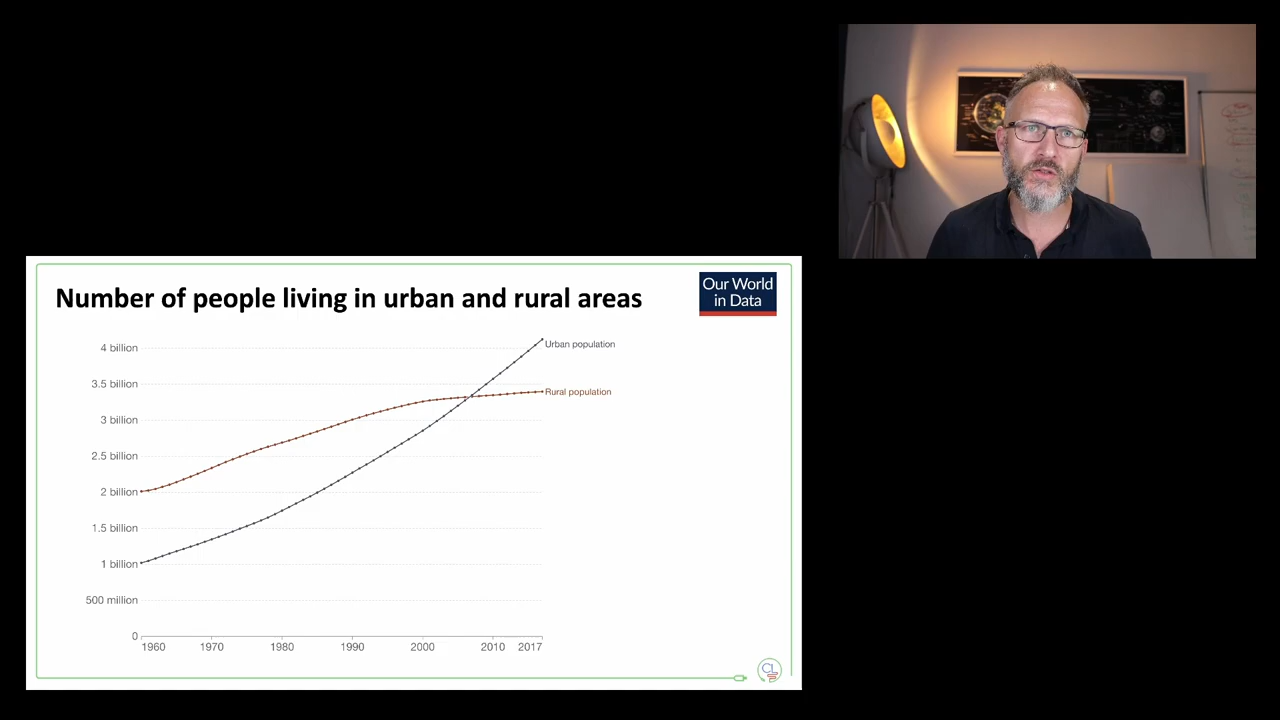 Number of people living in urban and rural areas
Our World
in Data
4 billion
3.5 billion
3 billion
2.5 billion
2 billion
1.5 billion
1 billion
500 million
0
Urban population
Rural population
1960 1970 1980 1990 2000 2010 2017
CL